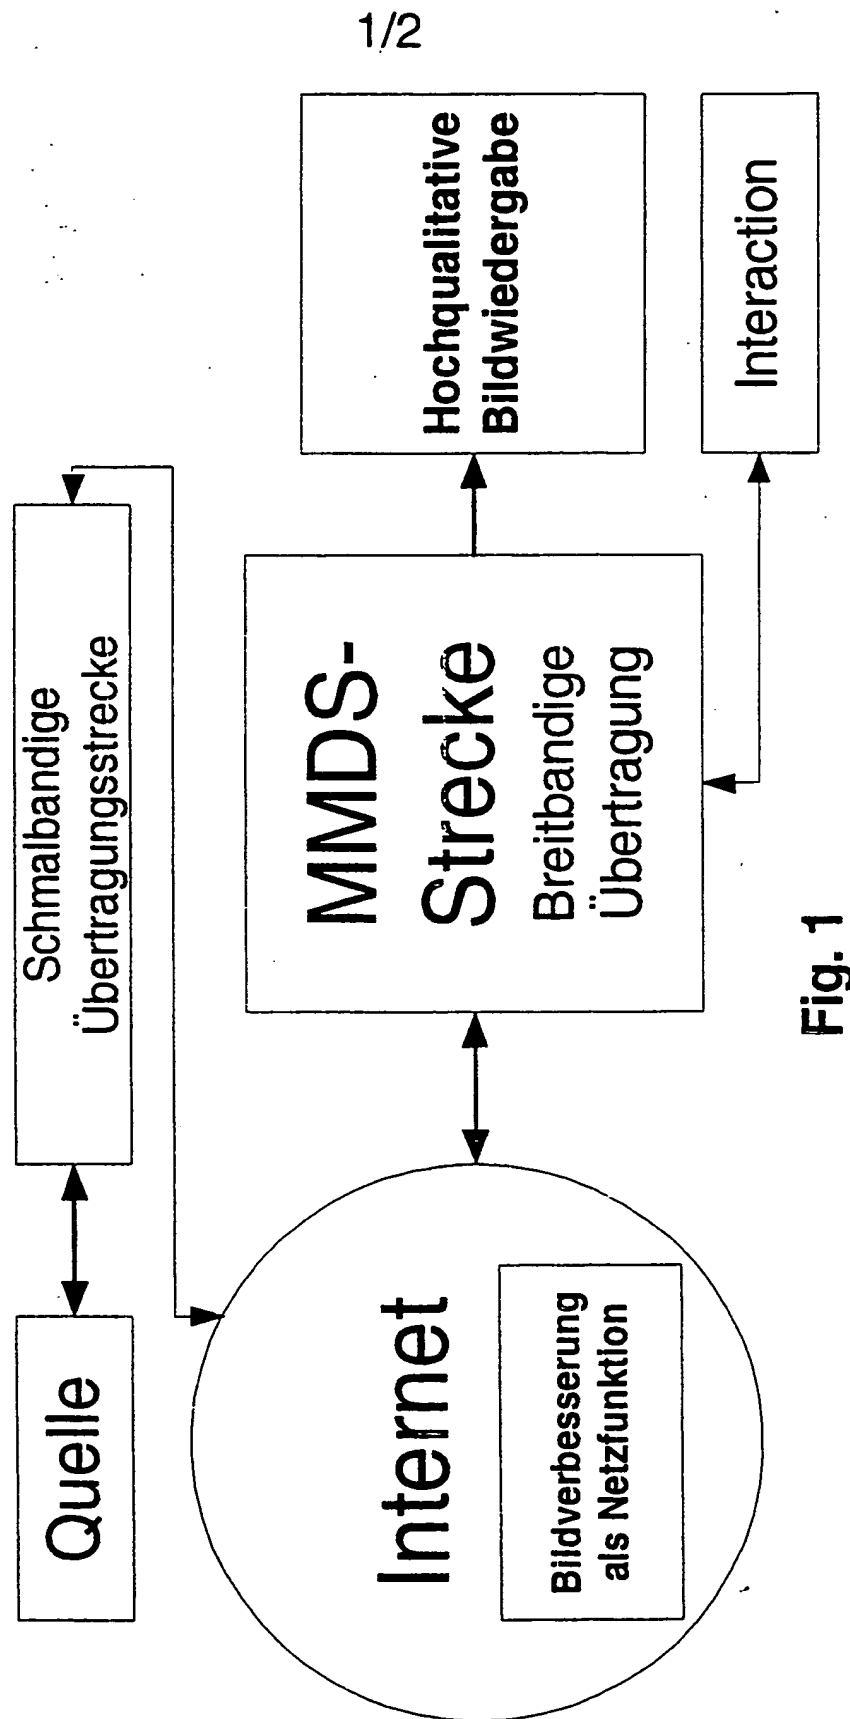 1/2
Quelle
Schmalbandige
Übertragungsstrecke
Internet
Bildverbesserung
als Netzfunktion
MMDS-
Strecke
Breitbandige
Übertragung
Hochqualitative
Bildwiedergabe
Interaction
Fig. 1